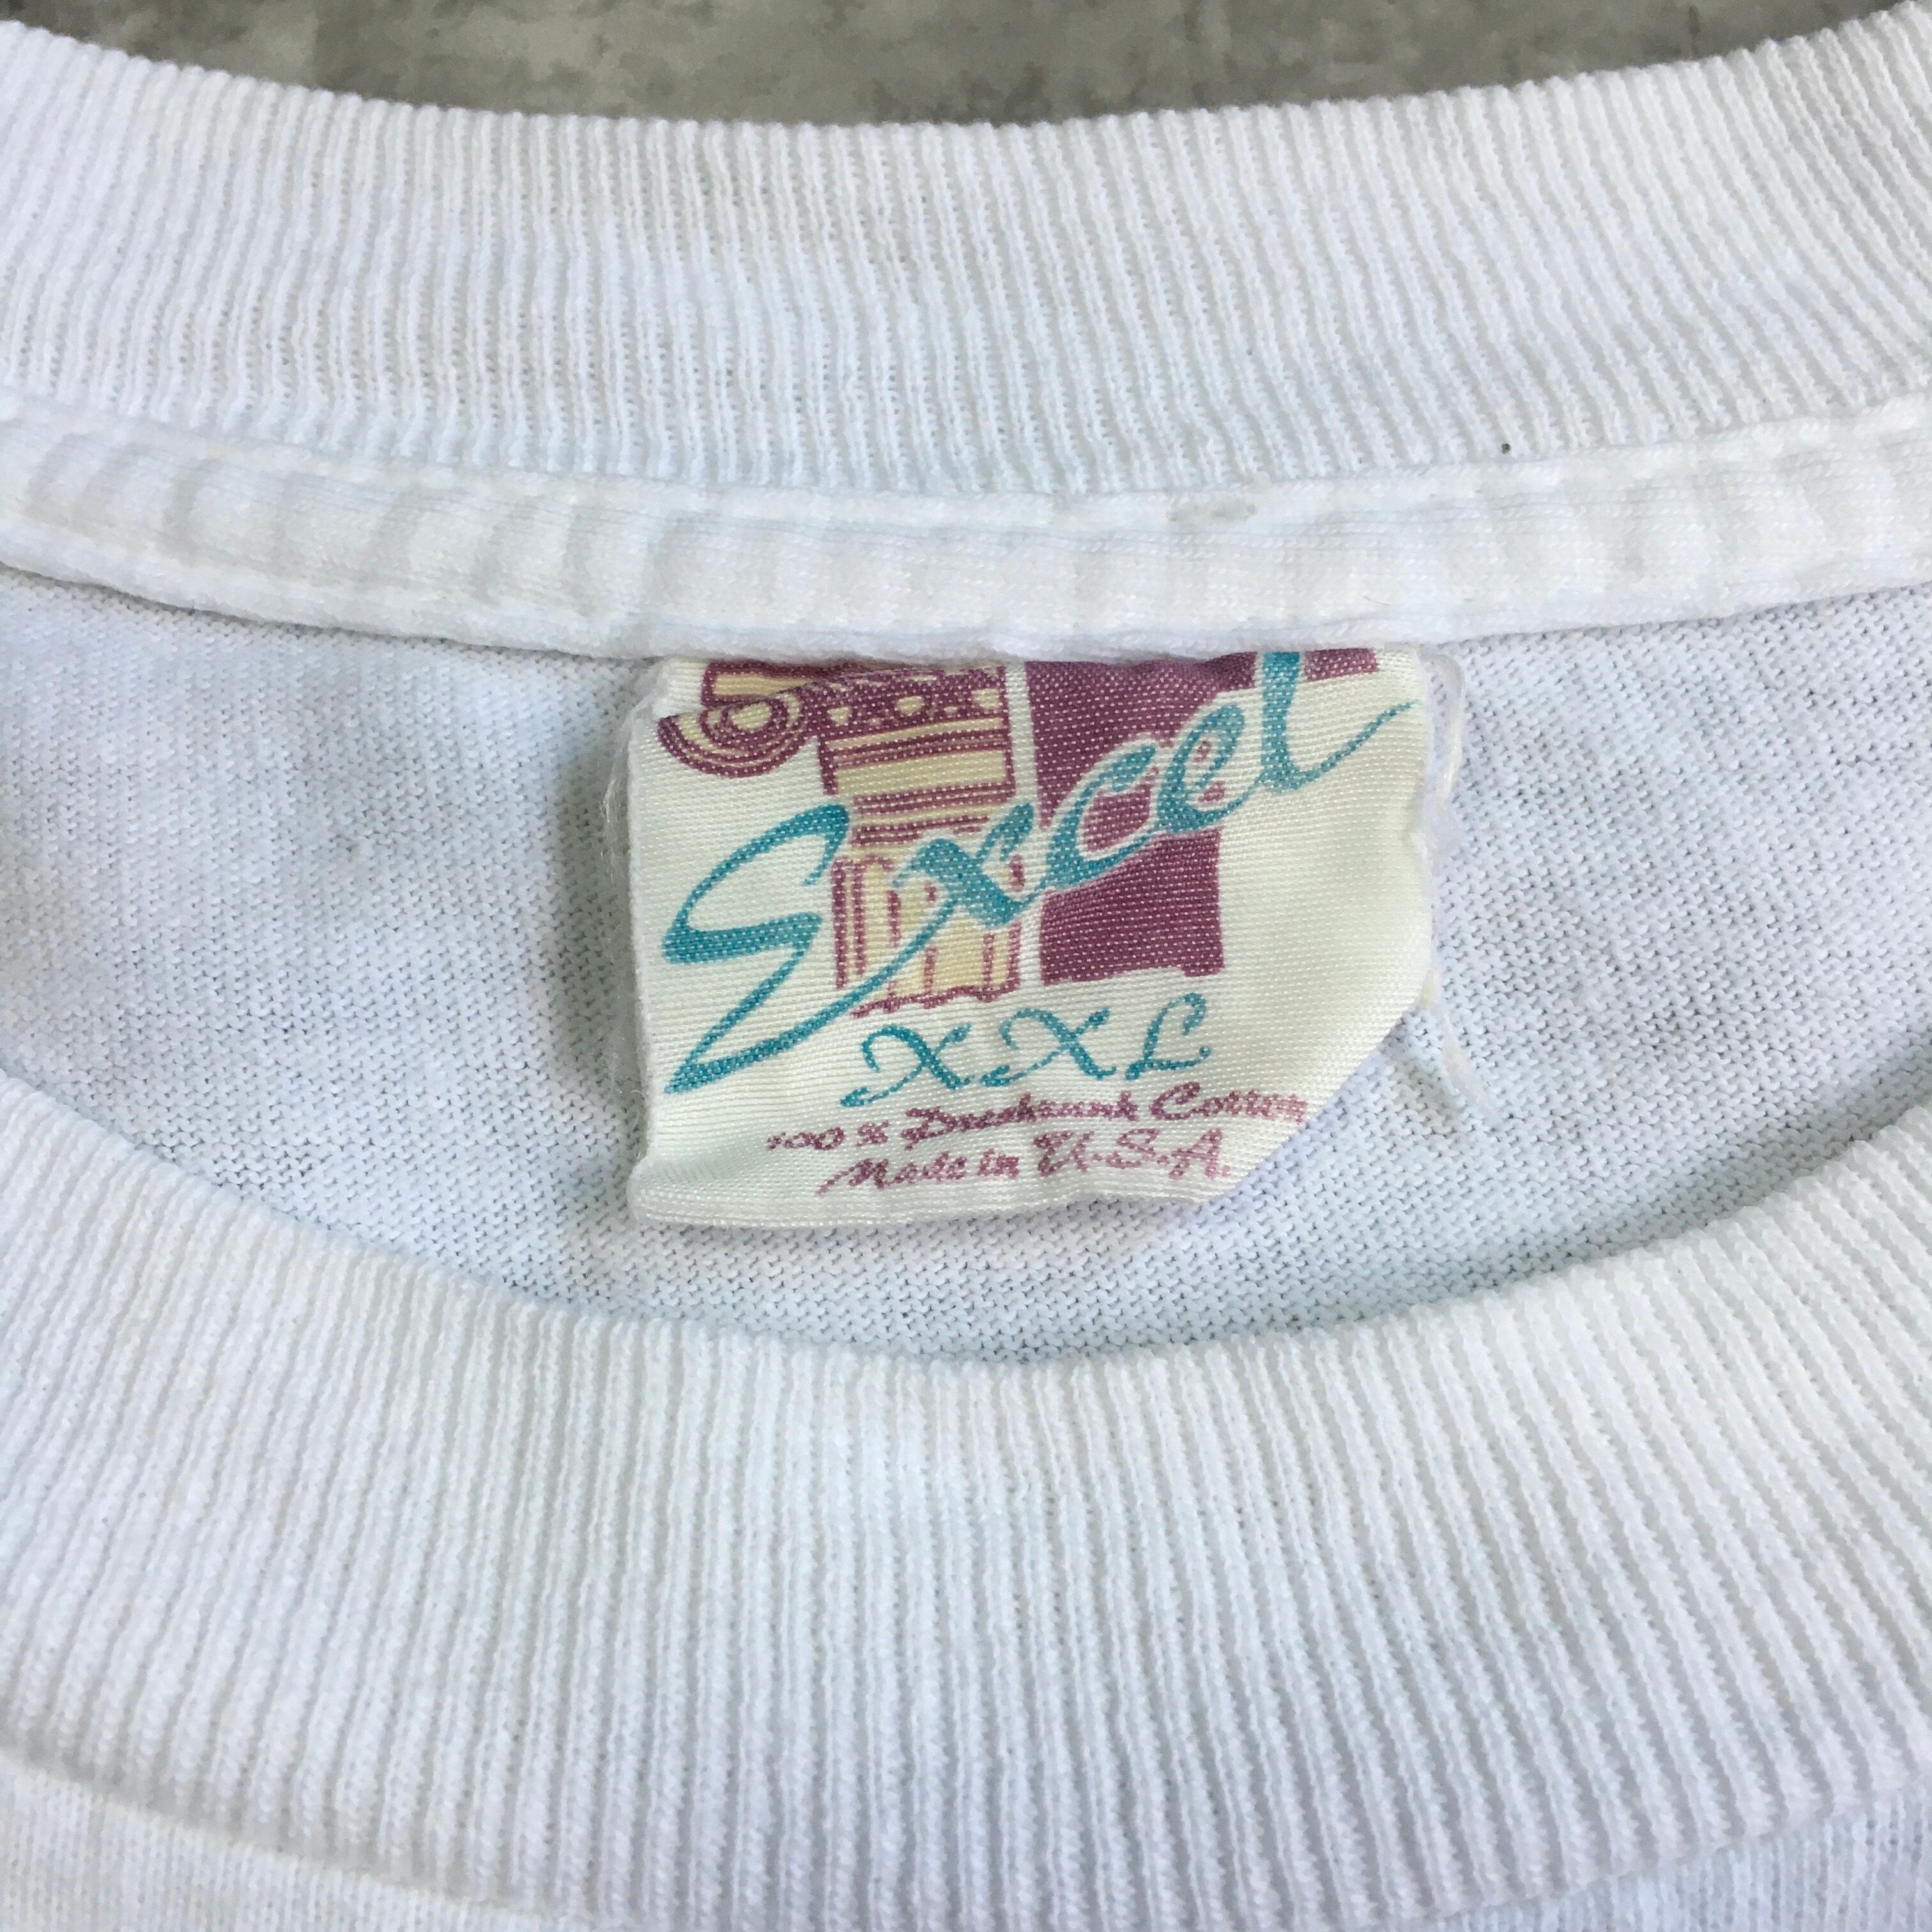 Excel
XXL
100% Preshrunk Cotton
Made in U.S.A.